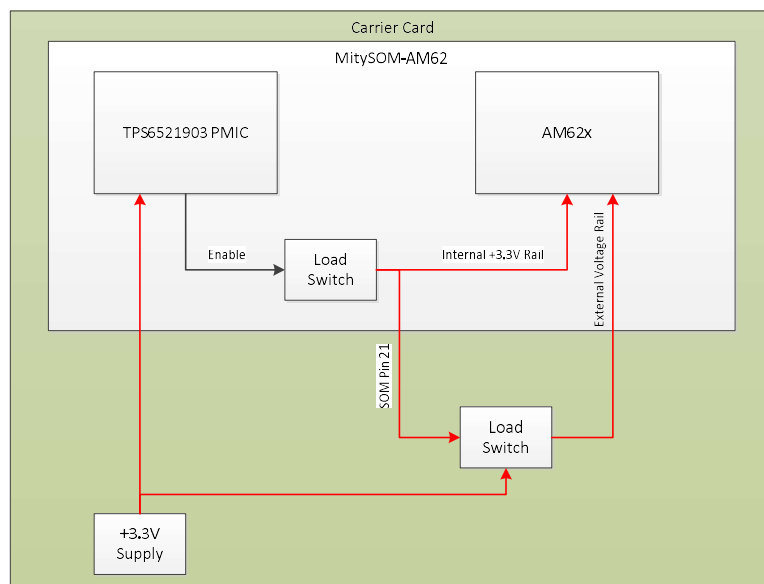 Carrier Card
MitySOM-AM62
TPS6521903 PMIC
AM62x
Enable
Load
Switch
Internal +3.3V Rail
External Voltage Rail
SOM Pin 21
Load
Switch
+3.3V
Supply